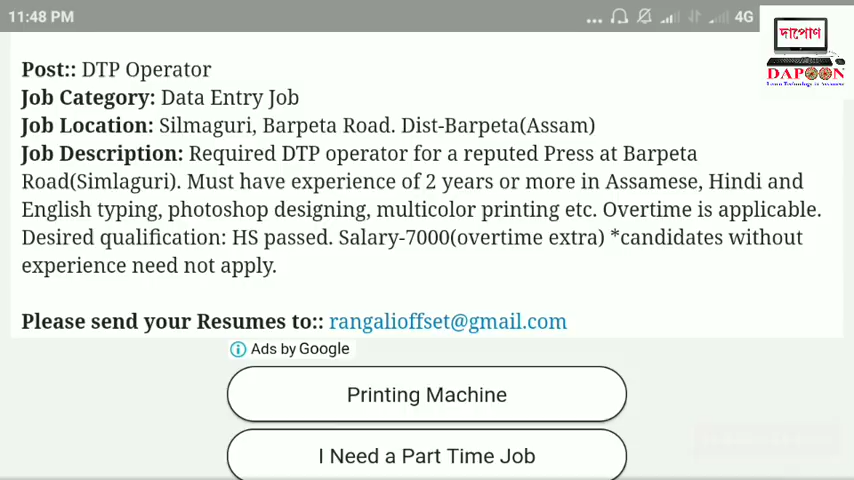 11:48 PM
4G
দাপোণ
DAPOON
Post:: DTP Operator
Job Category: Data Entry Job
Job Location: Silmaguri, Barpeta Road. Dist-Barpeta(Assam)
Job Description: Required DTP operator for a reputed Press at Barpeta
Road(Simlaguri). Must have experience of 2 years or more in Assamese, Hindi and
English typing, photoshop designing, multicolor printing etc. Overtime is applicable.
Desired qualification: HS passed. Salary-7000(overtime extra) *candidates without
experience need not apply.
Please send your Resumes to:: rangalioffset@gmail.com
Ads by Google
Printing Machine
I Need a Part Time Job